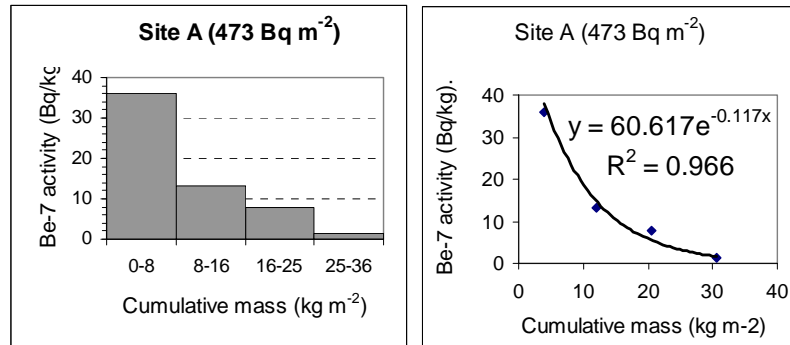 Site A (473 Bq m-2)
Be-7 activity (Bq/kg
40
30
20
10
0
0-8 8-16 16-25 25-36
Cumulative mass (kg m-2)
Site A (473 Bq m-2)
Be-7 activity (Bq/kg).
40
30
20
10
0
y = 60.617e-0.117x
R2 = 0.966
0 10 20 30 40
Cumulative mass (kg m-2)